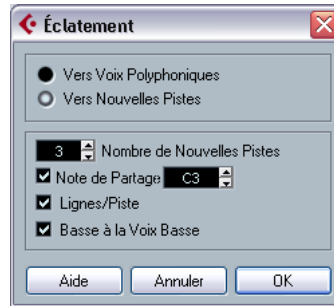 Éclatement
Vers Voix Polyphoniques
Vers Nouvelles Pistes
3 Nombre de Nouvelles Pistes
Note de Partage C3
Lignes/Piste
Basse à la Voix Basse
Aide Annuler OK